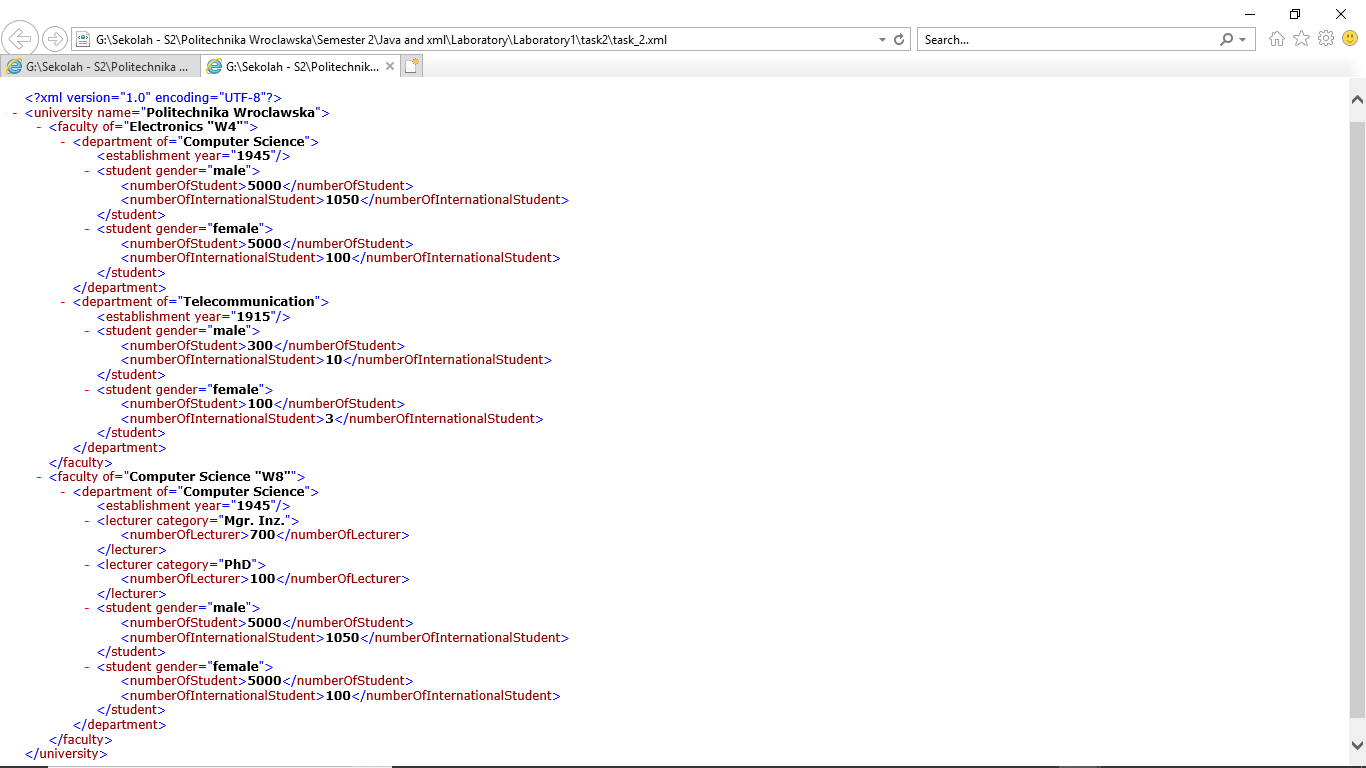 G:\Sekolah - S2\Politechnika Wroclawska\Semester 2\Java and xml\Laboratory\Laboratory1\task2\task_2.xml
Search...
G:\Sekolah - S2\Politechnika ...
G:\Sekolah - S2\Politechnik...
<?xml version="1.0" encoding="UTF-8"?>
- <university name="Politechnika Wroclawska">
- <faculty of="Electronics "W4"">
- <department of="Computer Science">
<establishment year="1945"/>
- <student gender="male">
<numberOfStudent>5000</numberOfStudent>
<numberOfInternationalStudent>1050</numberOfInternationalStudent>
</student>
- <student gender="female">
<numberOfStudent>5000</numberOfStudent>
<numberOfInternationalStudent>100</numberOfInternationalStudent>
</student>
</department>
- <department of="Telecommunication">
<establishment year="1915"/>
- <student gender="male">
<numberOfStudent>300</numberOfStudent>
<numberOfInternationalStudent>10</numberOfInternationalStudent>
</student>
- <student gender="female">
<numberOfStudent>100</numberOfStudent>
<numberOfInternationalStudent>3</numberOfInternationalStudent>
</student>
</department>
</faculty>
- <faculty of="Computer Science "W8"">
- <department of="Computer Science">
<establishment year="1945"/>
- <lecturer category="Mgr. Inz.">
<numberOfLecturer>700</numberOfLecturer>
</lecturer>
- <lecturer category="PhD">
<numberOfLecturer>100</numberOfLecturer>
</lecturer>
- <student gender="male">
<numberOfStudent>5000</numberOfStudent>
<numberOfInternationalStudent>1050</numberOfInternationalStudent>
</student>
- <student gender="female">
<numberOfStudent>5000</numberOfStudent>
<numberOfInternationalStudent>100</numberOfInternationalStudent>
</student>
</department>
</faculty>
</university>